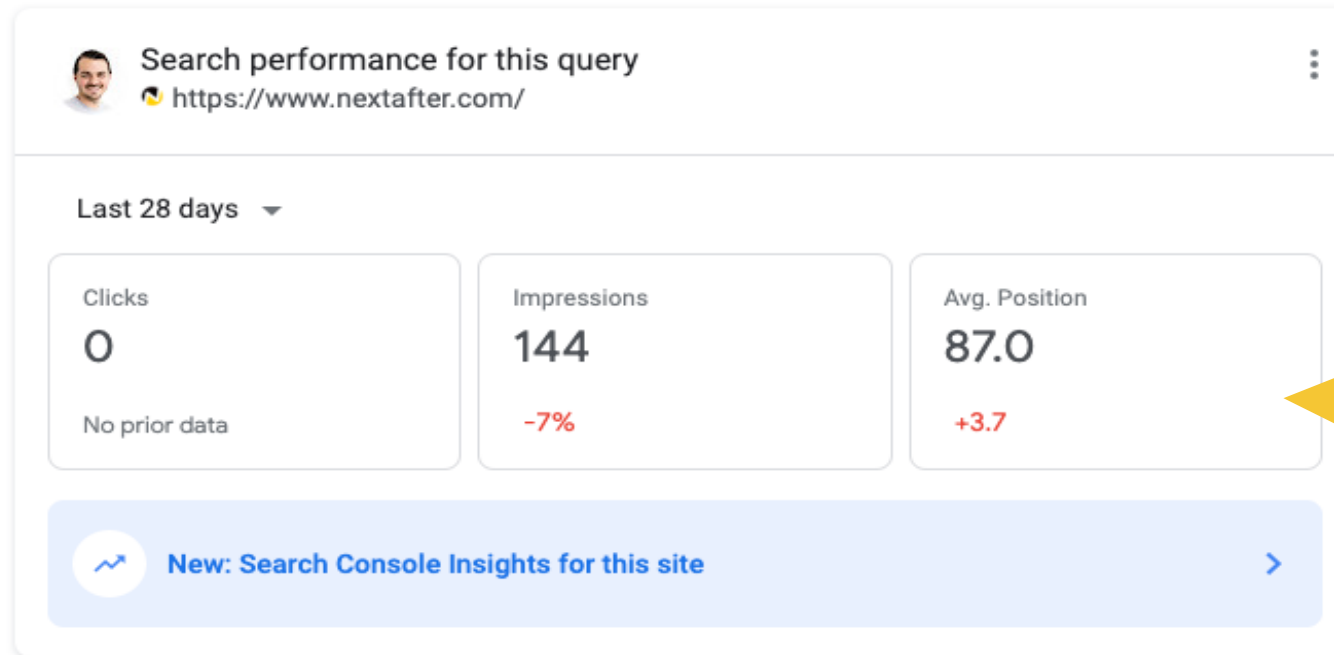 Search performance for this query
https://www.nextafter.com/
Last 28 days
Clicks
0
No prior data
Impressions
144
-7%
Avg. Position
87.0
+3.7
New: Search Console Insights for this site